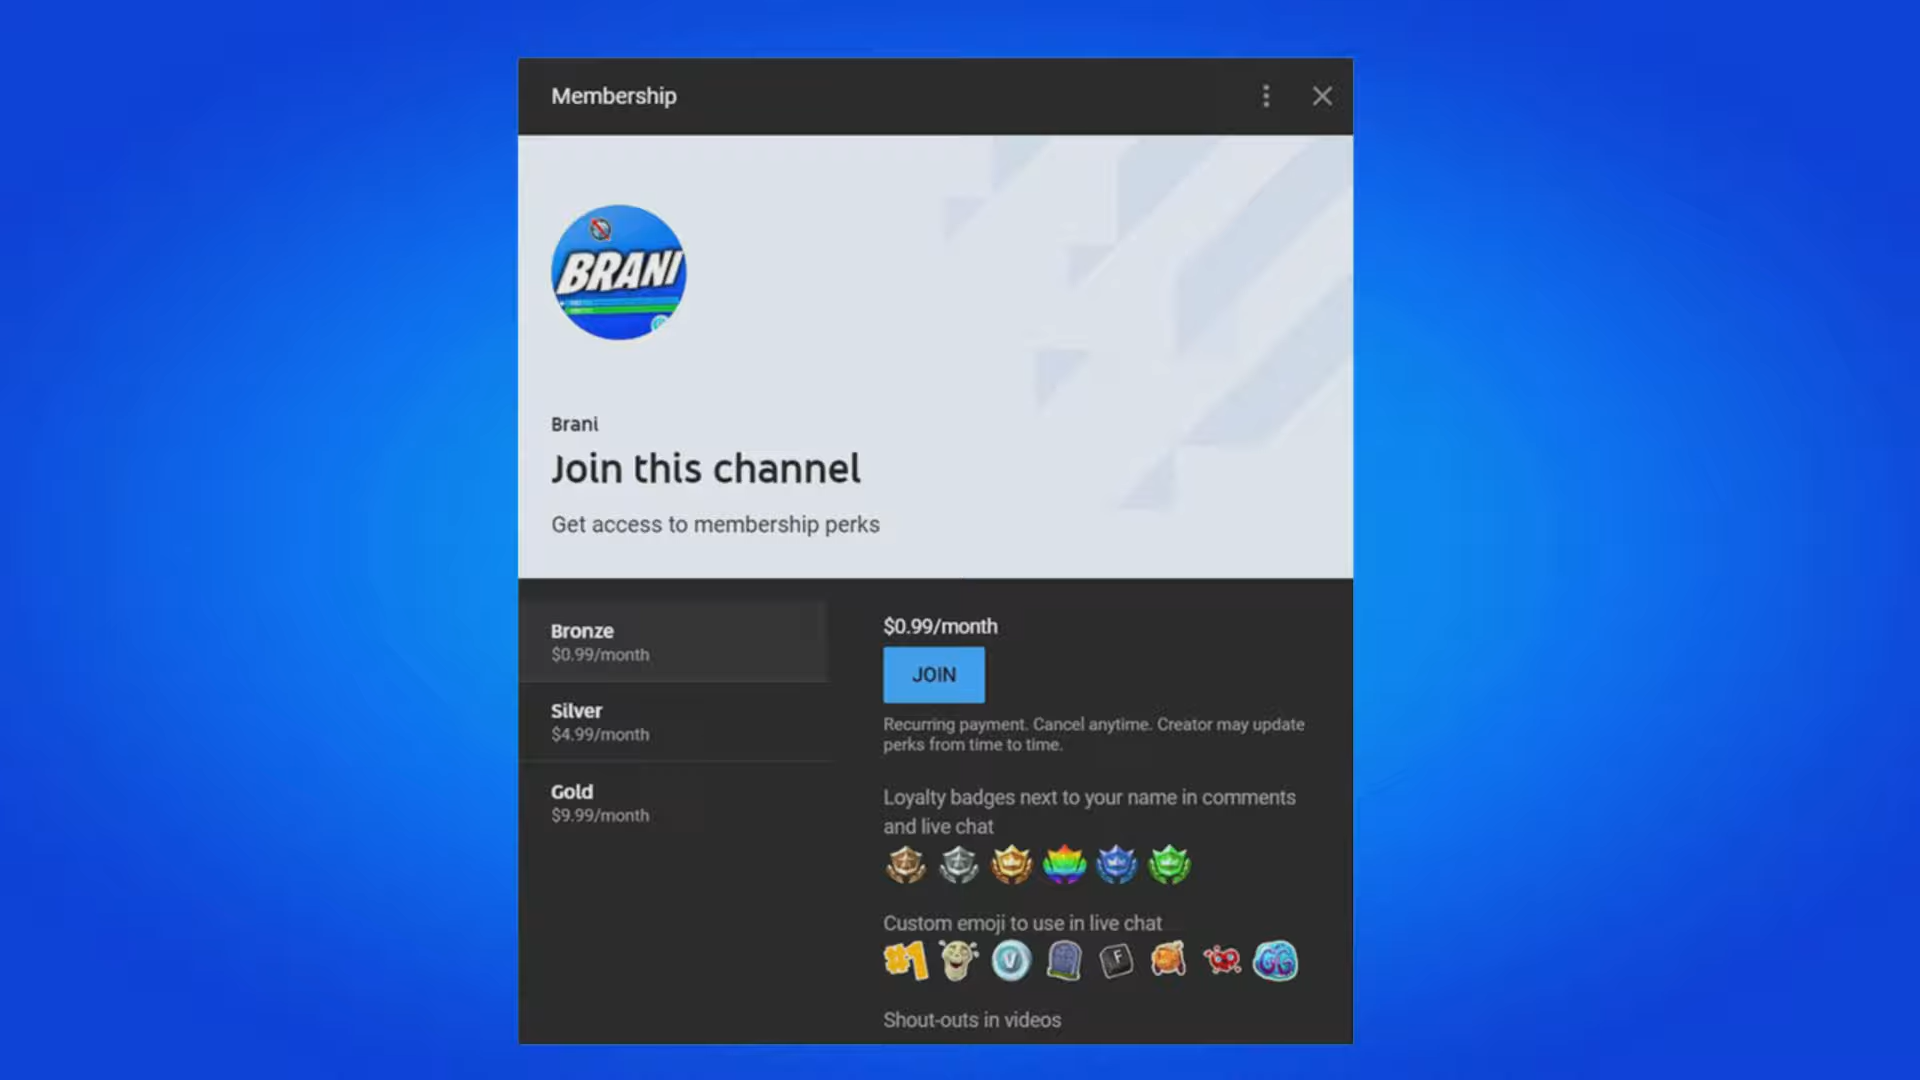 Membership
BRANI
Brani
Join this channel
Get access to membership perks
Bronze
$0.99/month
Silver
$4.99/month
Gold
$9.99/month
$0.99/month
JOIN
Recurring payment. Cancel anytime. Creator may update
perks from time to time.
Loyalty badges next to your name in comments
and live chat
Custom emoji to use in live chat
#1 V F GG
Shout-outs in videos